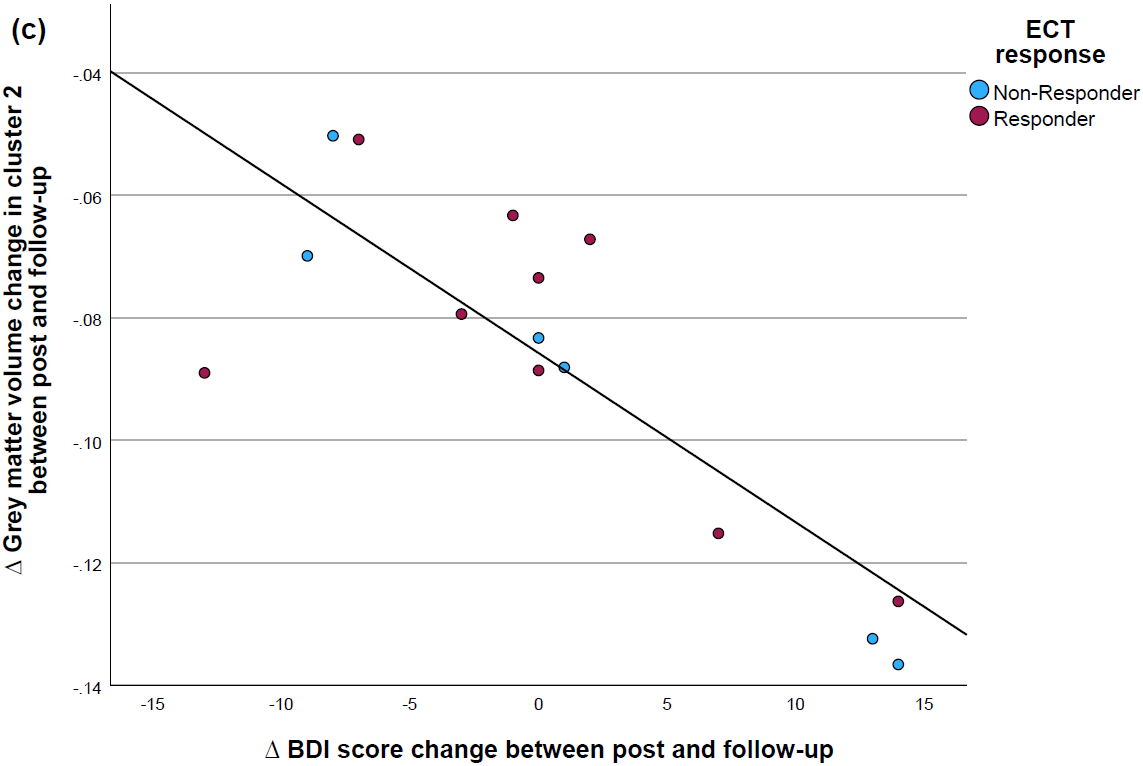 (c)
ECT
response
Non-Responder
Responder
Δ Grey matter volume change in cluster 2
between post and follow-up
-.04
-.06
-.08
-.10
-.12
-.14
-15
-10
-5
0
5
10
15
Δ BDI score change between post and follow-up